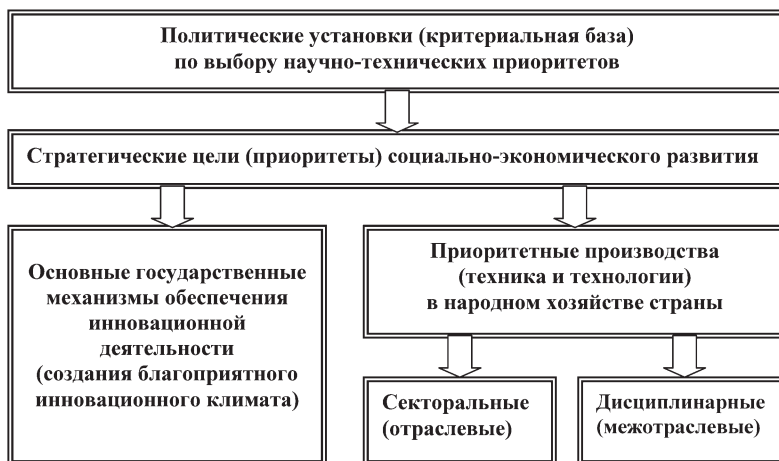 Политические установки (критериальная база)
по выбору научно-технических приоритетов
Стратегические цели (приоритеты) социально-экономического развития
Основные государственные
механизмы обеспечения
инновационной
деятельности
(создания благоприятного
инновационного климата)
Приоритетные производства
(техника и технологии)
в народном хозяйстве страны
Секторальные
(отраслевые)
Дисциплинарные
(межотраслевые)